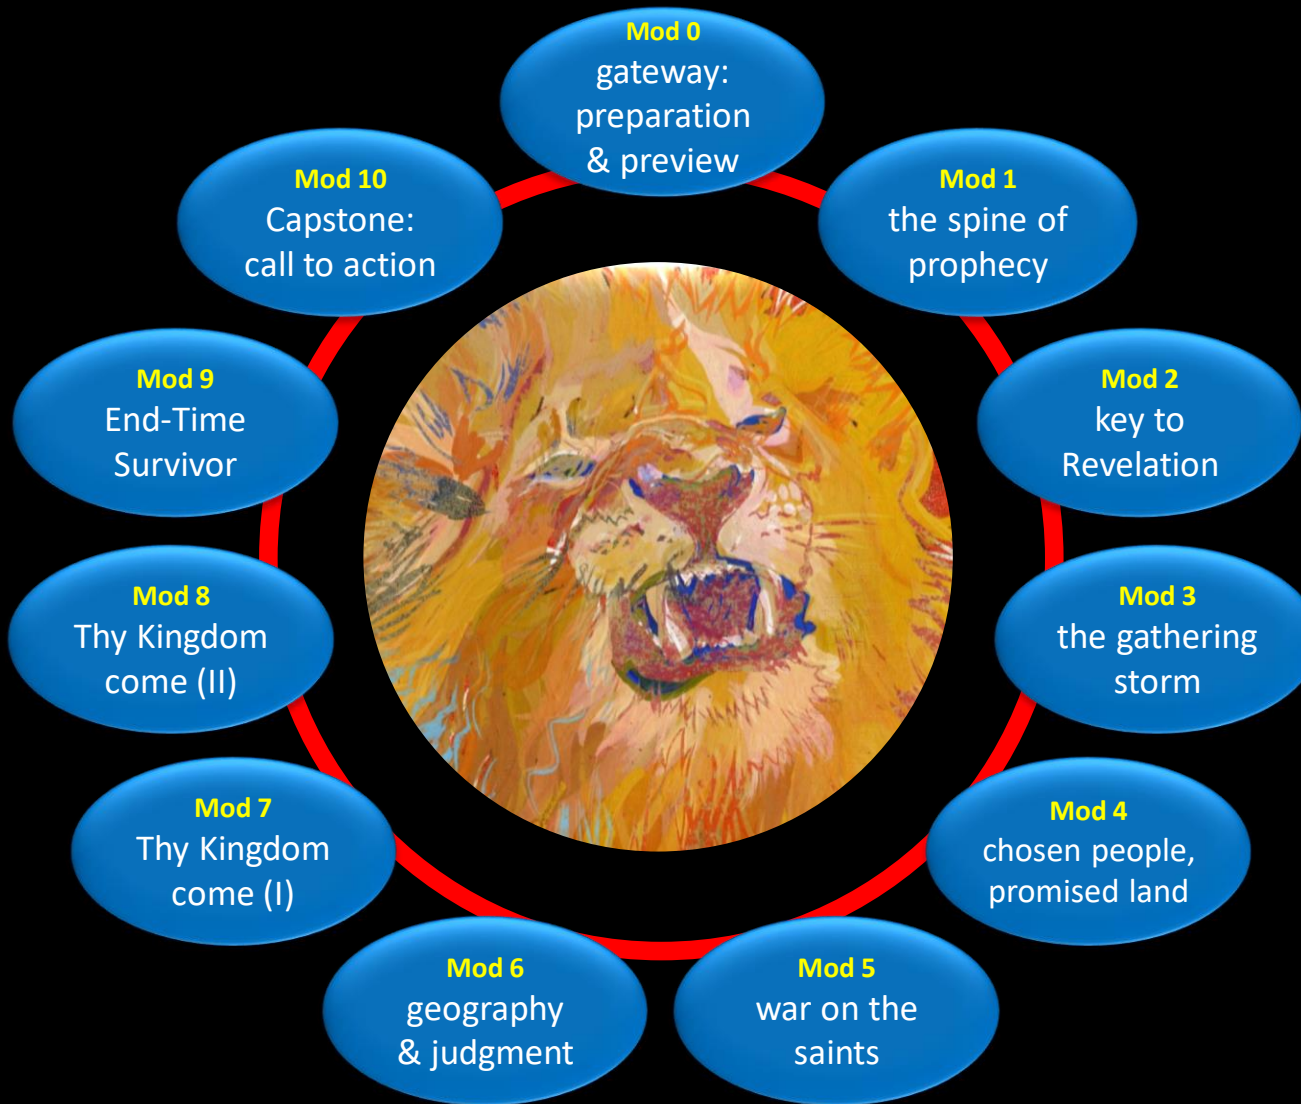 Mod 0
gateway:
preparation
& preview
Mod 1
the spine of
prophecy
Mod 2
key to
Revelation
Mod 3
the gathering
storm
Mod 4
chosen people,
promised land
Mod 5
war on the
saints
Mod 6
geography
& judgment
Mod 7
Thy Kingdom
come (I)
Mod 8
Thy Kingdom
come (II)
Mod 9
End-Time
Survivor
Mod 10
Capstone:
call to action